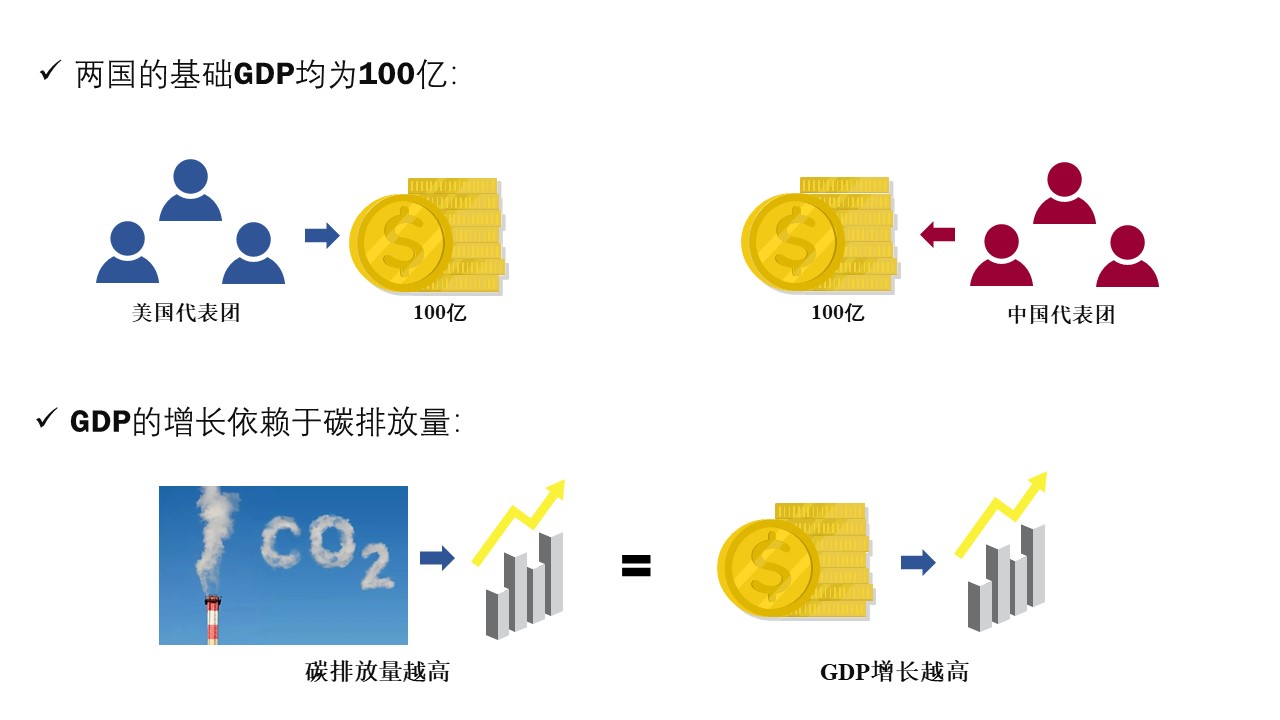 ✓ 两国的基础GDP均为100亿：
美国代表团
100亿
100亿
中国代表团
✓ GDP的增长依赖于碳排放量：
CO2
=
碳排放量越高
GDP增长越高